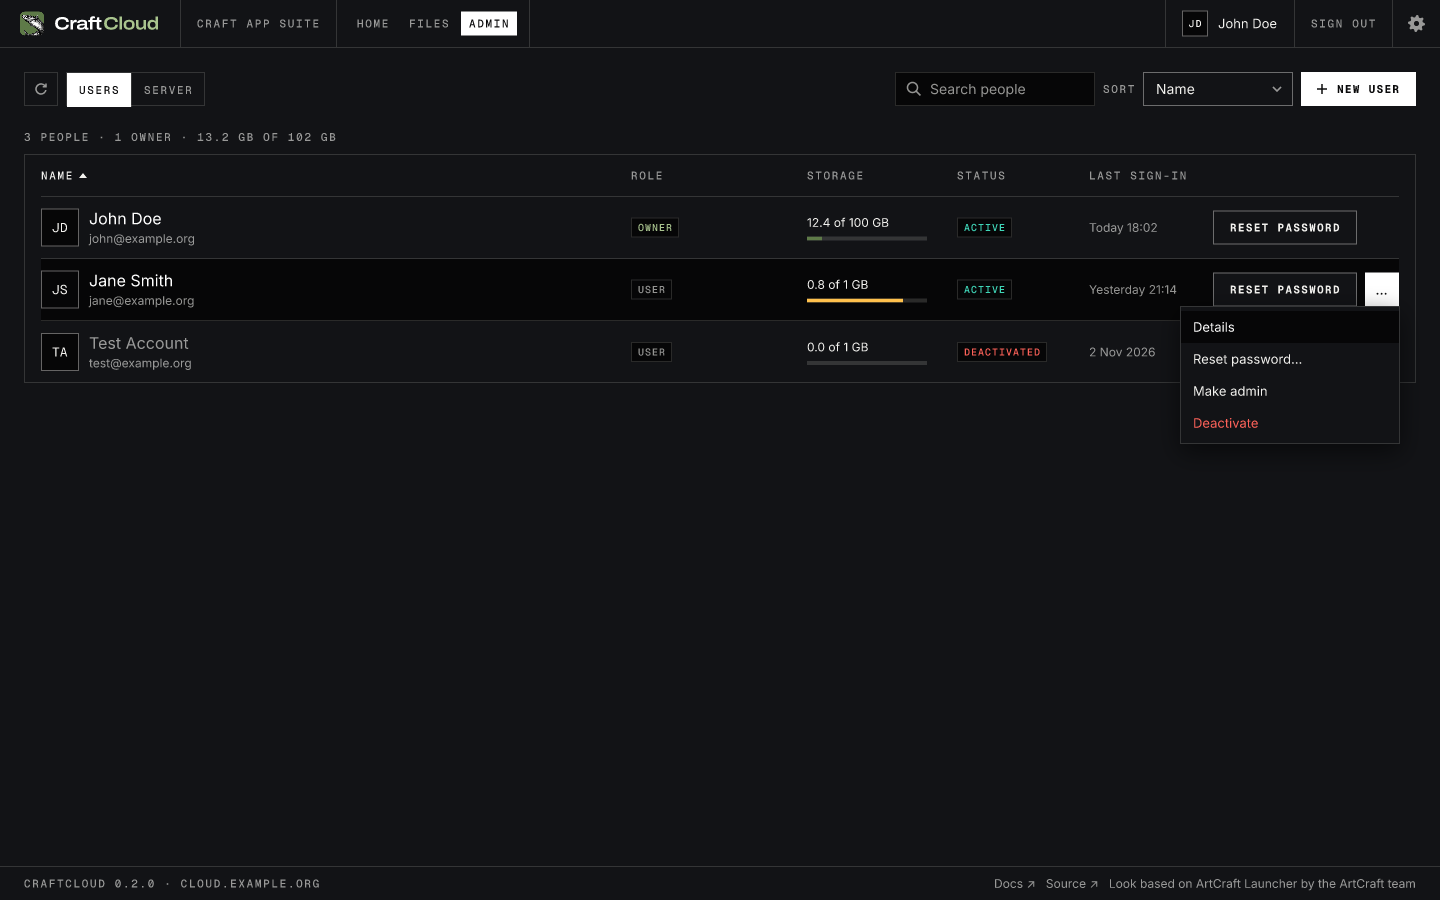 CraftCloud CRAFT APP SUITE HOME FILES ADMIN JD John Doe SIGN OUT
USERS SERVER Search people SORT Name + NEW USER
3 PEOPLE · 1 OWNER · 13.2 GB OF 102 GB
NAME ROLE STORAGE STATUS LAST SIGN-IN
JD John Doe OWNER 12.4 of 100 GB ACTIVE Today 18:02 RESET PASSWORD
john@example.org
JS Jane Smith USER 0.8 of 1 GB ACTIVE Yesterday 21:14 RESET PASSWORD ...
jane@example.org
TA Test Account USER 0.0 of 1 GB DEACTIVATED 2 Nov 2026
test@example.org
Details
Reset password...
Make admin
Deactivate
CRAFTCLOUD 0.2.0 · CLOUD.EXAMPLE.ORG Docs ↗ Source ↗ Look based on ArtCraft Launcher by the ArtCraft team